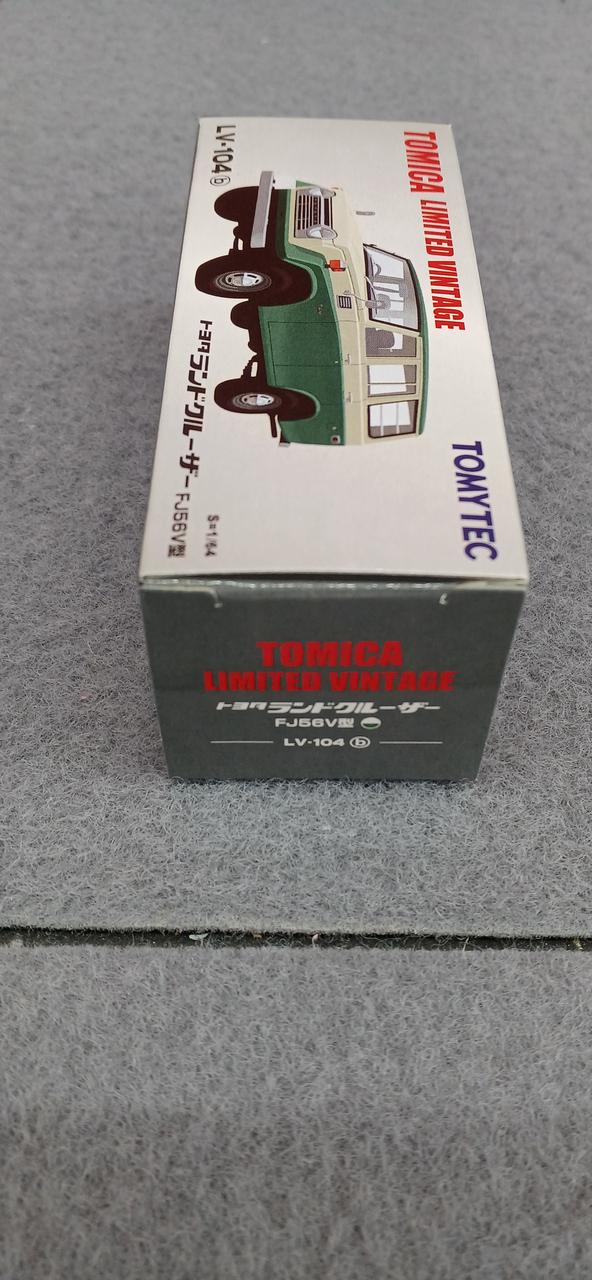 TOMICA LIMITED VINTAGE
TOMYTEC
LV-104 ⓑ
トヨタ ランドクルーザー FJ56V型
S=1/64
TOMICA
LIMITED VINTAGE
トヨタ ランドクルーザー
FJ56V型
LV-104 ⓑ